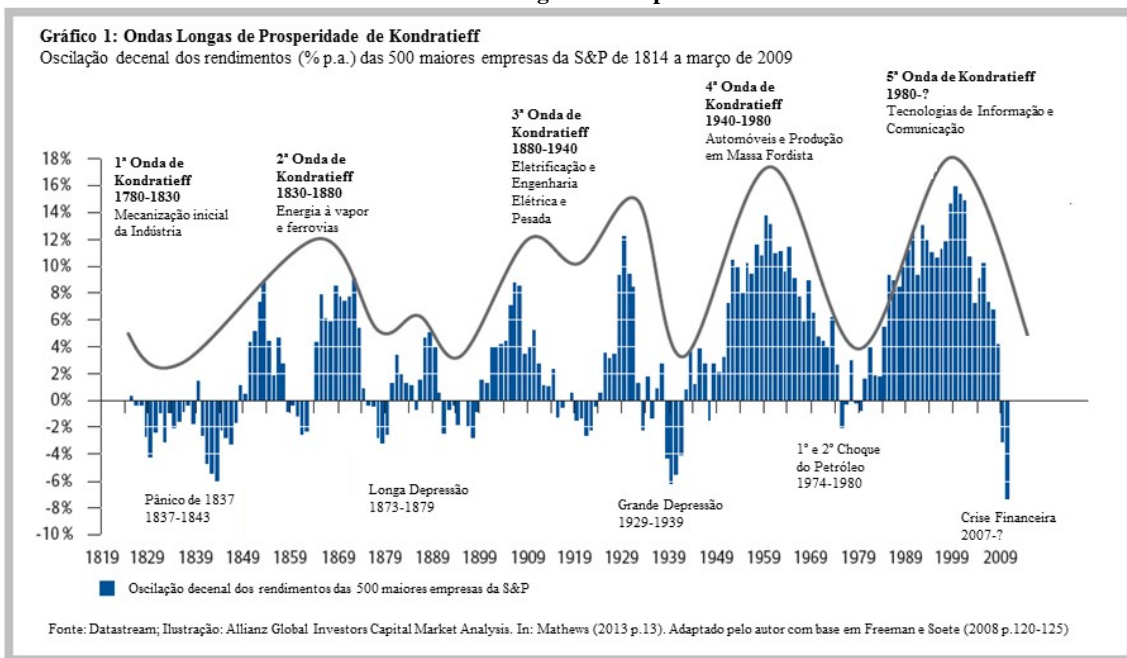 Gráfico 1: Ondas Longas de Prosperidade de Kondratieff
Oscilação decenal dos rendimentos (% p.a.) das 500 maiores empresas da S&P de 1814 a março de 2009
1ª Onda de
Kondratieff
1780-1830
Mecanização inicial
da Indústria
2ª Onda de
Kondratieff
1830-1880
Energia à vapor
e ferrovias
3ª Onda de
Kondratieff
1880-1940
Eletrificação e
Engenharia
Elétrica e
Pesada
4ª Onda de
Kondratieff
1940-1980
Automóveis e Produção
em Massa Fordista
5ª Onda de Kondratieff
1980-?
Tecnologias de Informação e
Comunicação
18%
16%
14%
12%
10%
8%
6%
4%
2%
0%
-2%
-4%
-6%
-8%
-10%
Pânico de 1837
1837-1843
Longa Depressão
1873-1879
Grande Depressão
1929-1939
1º e 2º Choque
do Petróleo
1974-1980
Crise Financeira
2007-?
1819 1829 1839 1849 1859 1869 1879 1889 1899 1909 1919 1929 1939 1949 1959 1969 1979 1989 1999 2009
Oscilação decenal dos rendimentos das 500 maiores empresas da S&P
Fonte: Datastream; Ilustração: Allianz Global Investors Capital Market Analysis. In: Mathews (2013 p.13). Adaptado pelo autor com base em Freeman e Soete (2008 p.120-125)